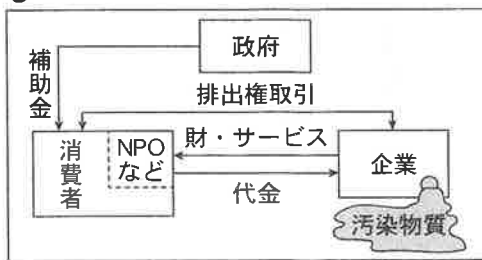 政府
補助金
排出権取引
消費者
NPO
など
財・サービス
代金
企業
汚染物質